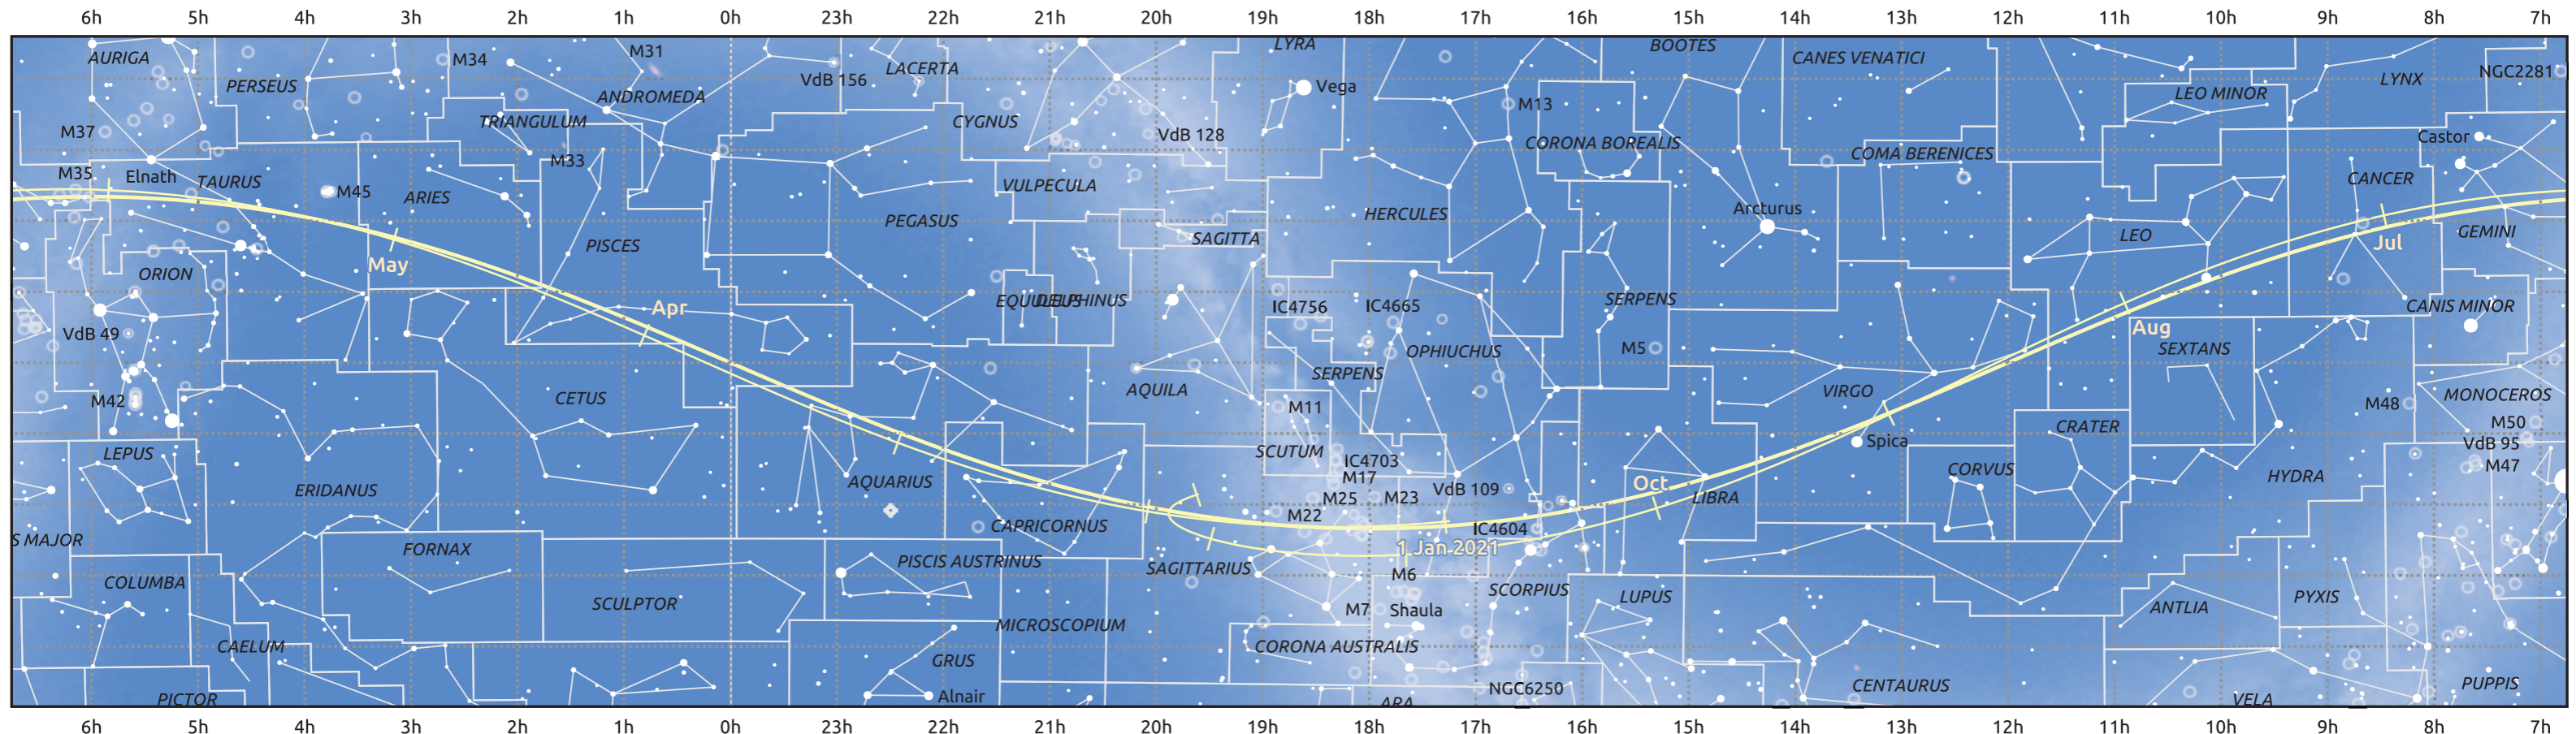 6h 5h 4h 3h 2h 1h 0h 23h 22h 21h 20h 19h 18h 17h 16h 15h 14h 13h 12h 11h 10h 9h 8h 7h
AURIGA
PERSEUS
M34
M31
VdB 156
LACERTA
LYRA
BOOTES
CANES VENATICI
LYNX
NGC2281
ANDROMEDA
Vega
LEO MINOR
M13
M37
TRIANGULUM
CYGNUS
VdB 128
CORONA BOREALIS
COMA BERENICES
Castor
M33
M35
Elnath
TAURUS
M45
ARIES
VULPECULA
CANCER
PEGASUS
HERCULES
Arcturus
PISCES
SAGITTA
LEO
Jul
GEMINI
May
ORION
EQUULEUS
DELPHINUS
IC4756
IC4665
SERPENS
CANIS MINOR
Apr
VdB 49
Aug
OPHIUCHUS
M5
SEXTANS
SERPENS
AQUILA
VIRGO
CETUS
M42
M11
M48
MONOCEROS
M50
CRATER
Spica
VdB 95
LEPUS
SCUTUM
IC4703
M17
M47
CORVUS
HYDRA
AQUARIUS
ERIDANUS
VdB 109
Oct
LIBRA
M25
M23
M22
CAPRICORNUS
IC4604
S MAJOR
FORNAX
1 Jan 2021
PISCIS AUSTRINUS
SAGITTARIUS
M6
COLUMBA
SCORPIUS
LUPUS
PYXIS
SCULPTOR
M7
Shaula
ANTLIA
MICROSCOPIUM
CAELUM
CORONA AUSTRALIS
GRUS
Alnair
NGC6250
CENTAURUS
PUPPIS
PICTOR
ARA
VELA
6h 5h 4h 3h 2h 1h 0h 23h 22h 21h 20h 19h 18h 17h 16h 15h 14h 13h 12h 11h 10h 9h 8h 7h